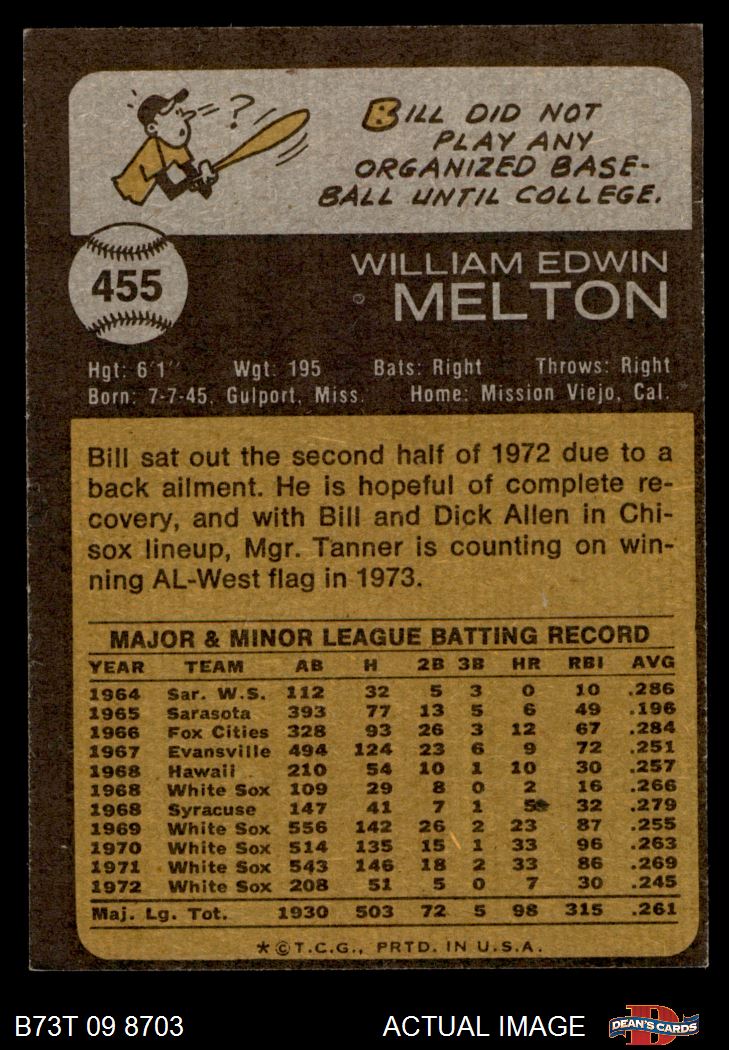 ?
BILL DID NOT
PLAY ANY
ORGANIZED BASE-
BALL UNTIL COLLEGE.
455
WILLIAM EDWIN
MELTON
Hgt: 6'1" Wgt: 195 Bats: Right Throws: Right
Born: 7-7-45, Gulport, Miss. Home: Mission Viejo, Cal.
Bill sat out the second half of 1972 due to a
back ailment. He is hopeful of complete re-
covery, and with Bill and Dick Allen in Chi-
sox lineup, Mgr. Tanner is counting on win-
ning AL-West flag in 1973.
MAJOR & MINOR LEAGUE BATTING RECORD
YEAR TEAM AB H 2B 3B HR RBI AVG
1964 Sar. W.S. 112 32 5 3 0 10 .286
1965 Sarasota 393 77 13 5 6 49 .196
1966 Fox Cities 328 93 26 3 12 67 .284
1967 Evansville 494 124 23 6 9 72 .251
1968 Hawaii 210 54 10 1 10 30 .257
1968 White Sox 109 29 8 0 2 16 .266
1968 Syracuse 147 41 7 1 5 32 .279
1969 White Sox 556 142 26 2 23 87 .255
1970 White Sox 514 135 15 1 33 96 .263
1971 White Sox 543 146 18 2 33 86 .269
1972 White Sox 208 51 5 0 7 30 .245
Maj. Lg. Tot. 1930 503 72 5 98 315 .261
*©T.C.G., PRTD. IN U.S.A.
B73T 09 8703 ACTUAL IMAGE D DEAN'S CARDS